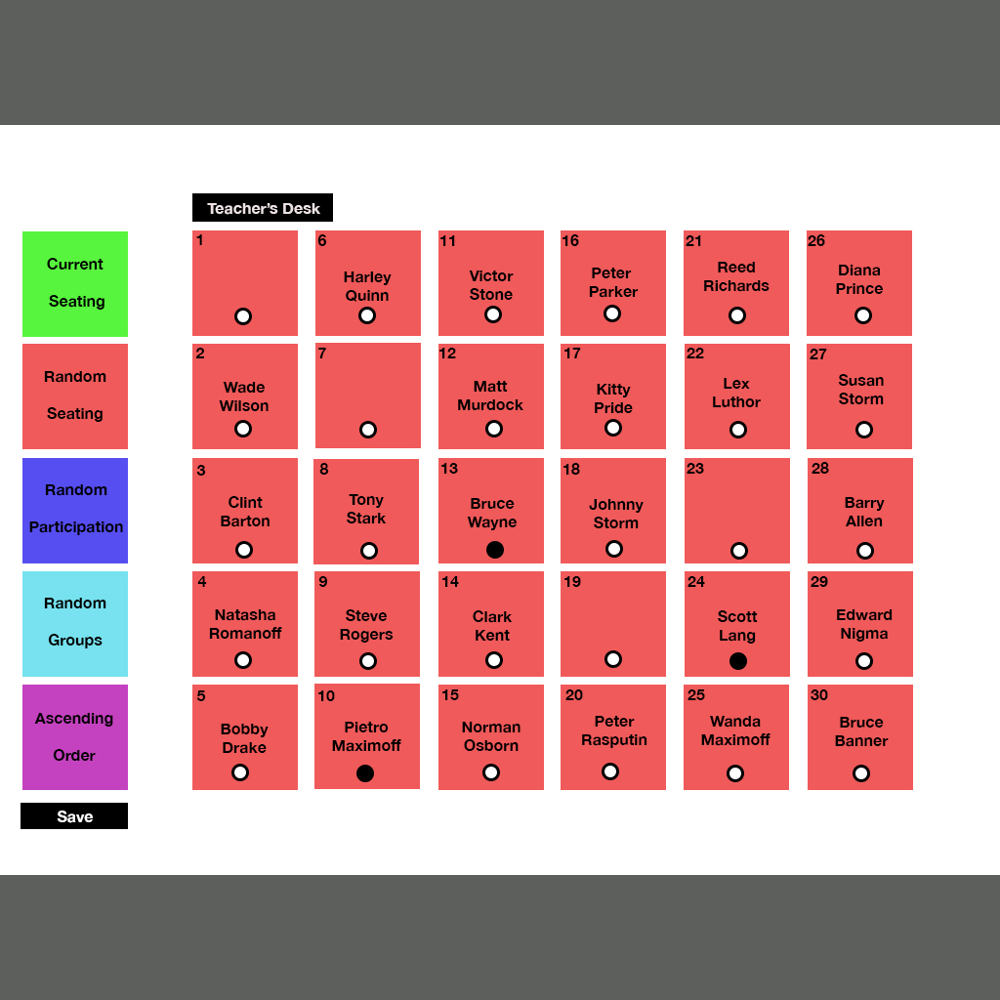 Teacher's Desk
Current
Seating
Random
Seating
Random
Participation
Random
Groups
Ascending
Order
Save
1
6
Harley
Quinn
11
Victor
Stone
16
Peter
Parker
21
Reed
Richards
26
Diana
Prince
2
Wade
Wilson
7
12
Matt
Murdock
17
Kitty
Pride
22
Lex
Luthor
27
Susan
Storm
3
Clint
Barton
8
Tony
Stark
13
Bruce
Wayne
18
Johnny
Storm
23
28
Barry
Allen
4
Natasha
Romanoff
9
Steve
Rogers
14
Clark
Kent
19
24
Scott
Lang
29
Edward
Nigma
5
Bobby
Drake
10
Pietro
Maximoff
15
Norman
Osborn
20
Peter
Rasputin
25
Wanda
Maximoff
30
Bruce
Banner